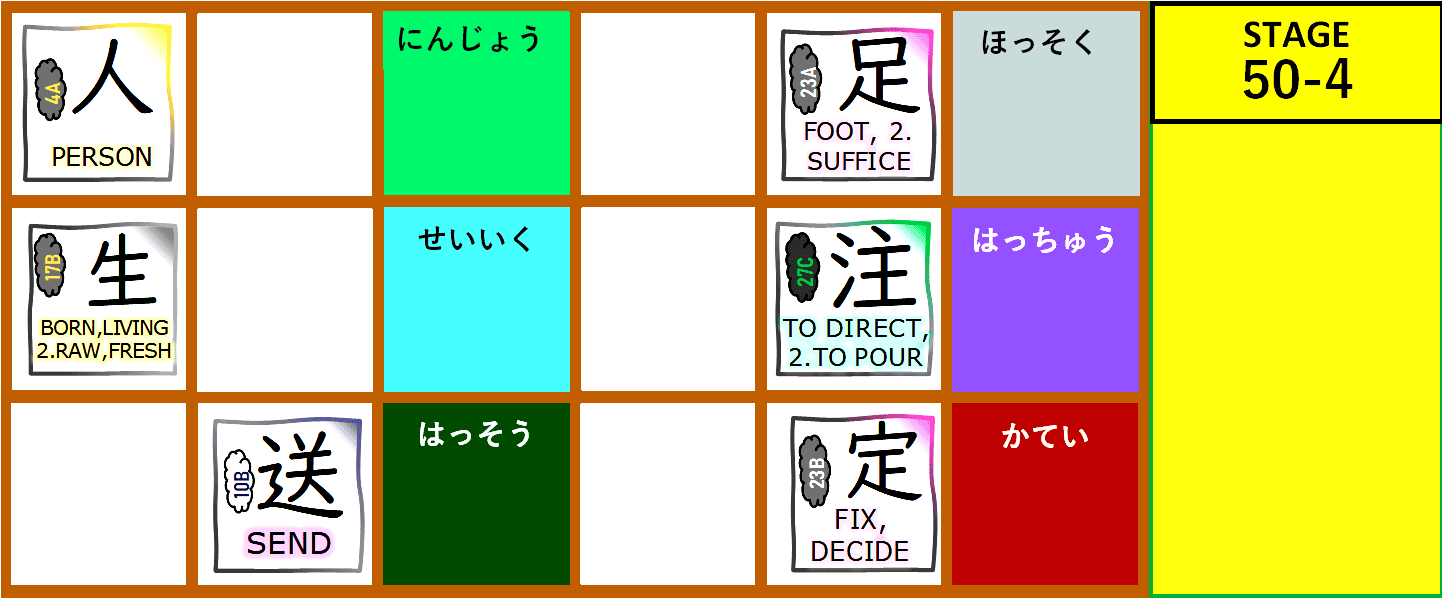 人
4A
PERSON
にんじょう
足
23A
FOOT, 2.
SUFFICE
ほっそく
STAGE
50-4
生
17B
BORN,LIVING
2.RAW,FRESH
せいいく
注
27C
TO DIRECT,
2.TO POUR
はっちゅう
送
10B
SEND
はっそう
定
23B
FIX,
DECIDE
かてい